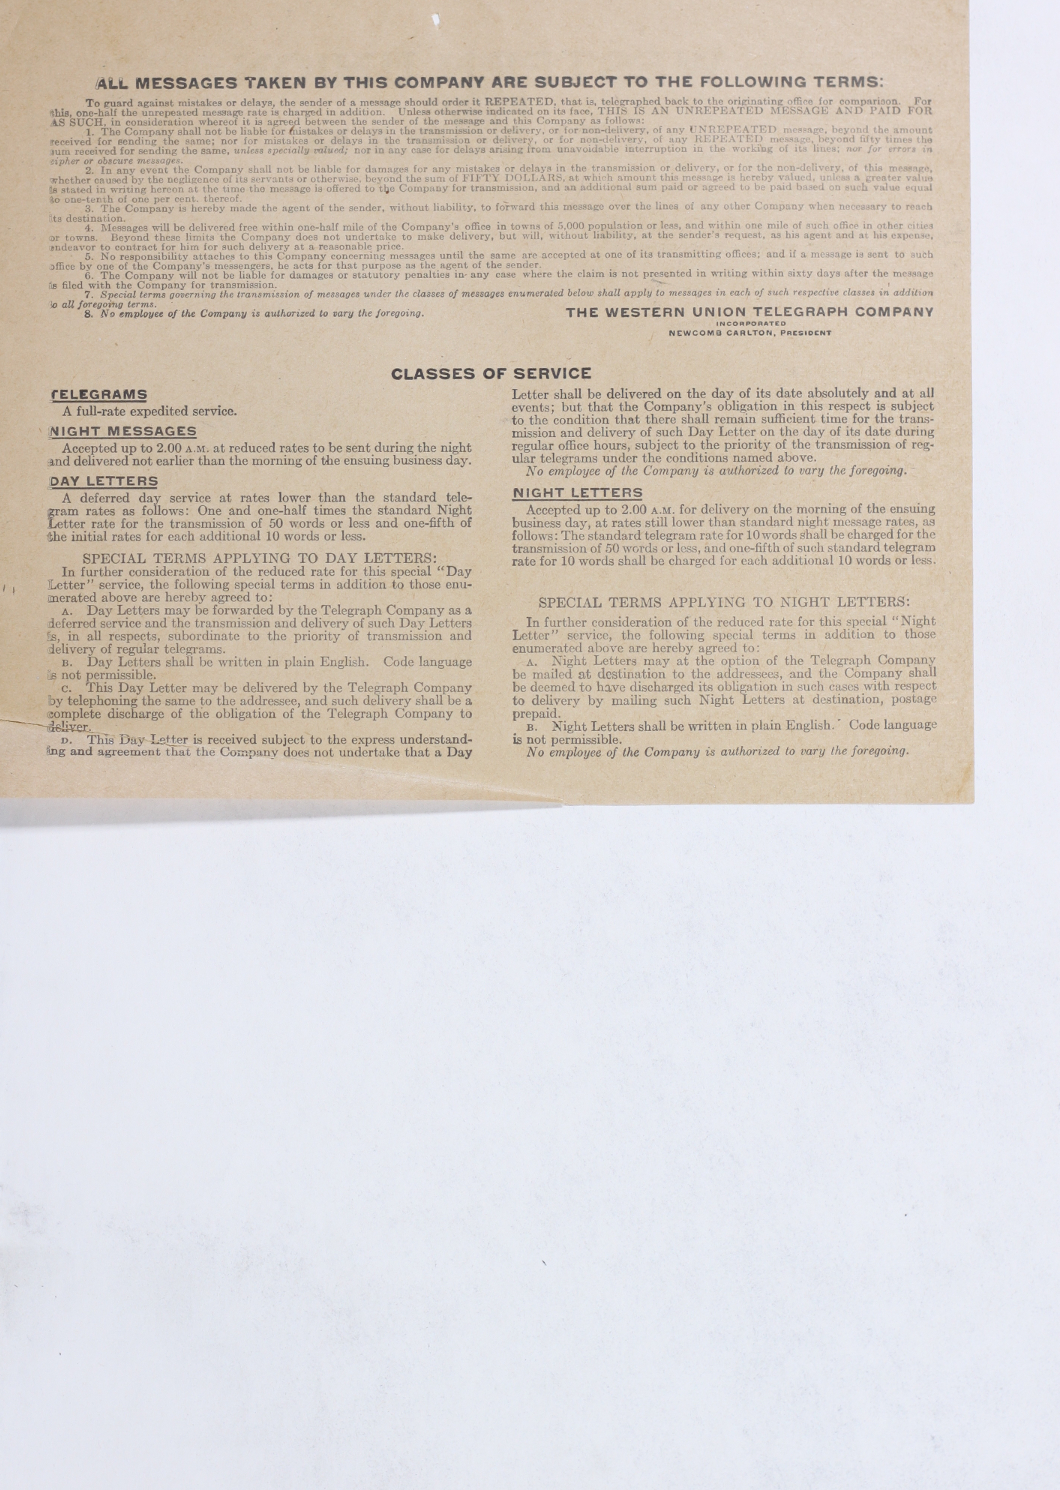 ALL MESSAGES TAKEN BY THIS COMPANY ARE SUBJECT TO THE FOLLOWING TERMS:
To guard against mistakes or delays, the sender of a message should order it REPEATED, that is, telegraphed back to the originating office for comparison. For
this, one-half the unrepeated message rate is charged in addition. Unless otherwise indicated on its face, THIS IS AN UNREPEATED MESSAGE AND PAID FOR
AS SUCH, in consideration whereof it is agreed between the sender of the message and this Company as follows:
1. The Company shall not be liable for mistakes or delays in the transmission or delivery, or for non-delivery, of any UNREPEATED message, beyond the amount
received for sending the same; nor for mistakes or delays in the transmission or delivery, or for non-delivery, of any REPEATED message, beyond fifty times the
sum received for sending the same, unless specially valued; nor in any case for delays arising from unavoidable interruption in the working of its lines; nor for errors in
cipher or obscure messages.
2. In any event the Company shall not be liable for damages for any mistakes or delays in the transmission or delivery, or for the non-delivery, of this message,
whether caused by the negligence of its servants or otherwise, beyond the sum of FIFTY DOLLARS, at which amount this message is hereby valued, unless a greater value
is stated in writing hereon at the time the message is offered to the Company for transmission, and an additional sum paid or agreed to be paid based on such value equal
to one-tenth of one per cent. thereof.
3. The Company is hereby made the agent of the sender, without liability, to forward this message over the lines of any other Company when necessary to reach
its destination.
4. Messages will be delivered free within one-half mile of the Company's office in towns of 5,000 population or less, and within one mile of such office in other cities
or towns. Beyond these limits the Company does not undertake to make delivery, but will, without liability, at the sender's request, as his agent and at his expense,
endeavor to contract for him for such delivery at a reasonable price.
5. No responsibility attaches to this Company concerning messages until the same are accepted at one of its transmitting offices; and if a message is sent to such
office by one of the Company's messengers, he acts for that purpose as the agent of the sender.
6. The Company will not be liable for damages or statutory penalties in any case where the claim is not presented in writing within sixty days after the message
is filed with the Company for transmission.
7. Special terms governing the transmission of messages under the classes of messages enumerated below shall apply to messages in each of such respective classes in addition
to all foregoing terms.
8. No employee of the Company is authorized to vary the foregoing.
THE WESTERN UNION TELEGRAPH COMPANY
INCORPORATED
NEWCOMB CARLTON, PRESIDENT
CLASSES OF SERVICE
TELEGRAMS
A full-rate expedited service.
NIGHT MESSAGES
Accepted up to 2.00 A.M. at reduced rates to be sent during the night
and delivered not earlier than the morning of the ensuing business day.
DAY LETTERS
A deferred day service at rates lower than the standard tele-
gram rates as follows: One and one-half times the standard Night
Letter rate for the transmission of 50 words or less and one-fifth of
the initial rates for each additional 10 words or less.
SPECIAL TERMS APPLYING TO DAY LETTERS:
In further consideration of the reduced rate for this special "Day
Letter" service, the following special terms in addition to those enu-
merated above are hereby agreed to:
A. Day Letters may be forwarded by the Telegraph Company as a
deferred service and the transmission and delivery of such Day Letters
is, in all respects, subordinate to the priority of transmission and
delivery of regular telegrams.
B. Day Letters shall be written in plain English. Code language
is not permissible.
C. This Day Letter may be delivered by the Telegraph Company
by telephoning the same to the addressee, and such delivery shall be a
complete discharge of the obligation of the Telegraph Company to
deliver.
D. This Day Letter is received subject to the express understand-
ing and agreement that the Company does not undertake that a Day
Letter shall be delivered on the day of its date absolutely and at all
events; but that the Company's obligation in this respect is subject
to the condition that there shall remain sufficient time for the trans-
mission and delivery of such Day Letter on the day of its date during
regular office hours, subject to the priority of the transmission of reg-
ular telegrams under the conditions named above.
No employee of the Company is authorized to vary the foregoing.
NIGHT LETTERS
Accepted up to 2.00 A.M. for delivery on the morning of the ensuing
business day, at rates still lower than standard night message rates, as
follows: The standard telegram rate for 10 words shall be charged for the
transmission of 50 words or less, and one-fifth of such standard telegram
rate for 10 words shall be charged for each additional 10 words or less.
SPECIAL TERMS APPLYING TO NIGHT LETTERS:
In further consideration of the reduced rate for this special "Night
Letter" service, the following special terms in addition to those
enumerated above are hereby agreed to:
A. Night Letters may at the option of the Telegraph Company
be mailed at destination to the addressees, and the Company shall
be deemed to have discharged its obligation in such cases with respect
to delivery by mailing such Night Letters at destination, postage
prepaid.
B. Night Letters shall be written in plain English. Code language
is not permissible.
No employee of the Company is authorized to vary the foregoing.